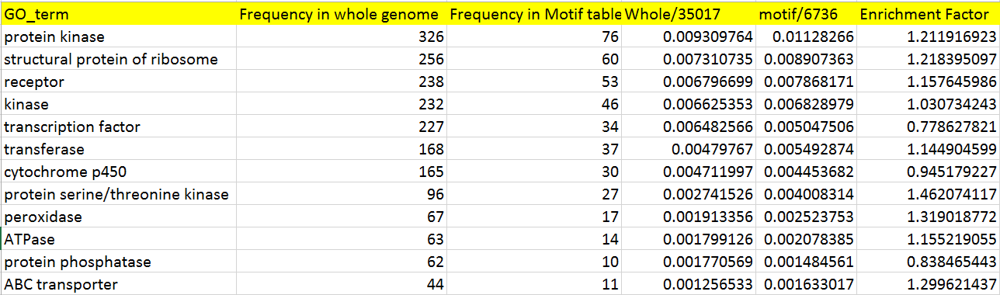 GO_term Frequency in whole genome Frequency in Motif table Whole/35017 motif/6736 Enrichment Factor
protein kinase 326 76 0.009309764 0.01128266 1.211916923
structural protein of ribosome 256 60 0.007310735 0.008907363 1.218395097
receptor 238 53 0.006796699 0.007868171 1.157645986
kinase 232 46 0.006625353 0.006828979 1.030734243
transcription factor 227 34 0.006482566 0.005047506 0.778627821
transferase 168 37 0.00479767 0.005492874 1.144904599
cytochrome p450 165 30 0.004711997 0.004453682 0.945179227
protein serine/threonine kinase 96 27 0.002741526 0.004008314 1.462074117
peroxidase 67 17 0.001913356 0.002523753 1.319018772
ATPase 63 14 0.001799126 0.002078385 1.155219055
protein phosphatase 62 10 0.001770569 0.001484561 0.838465443
ABC transporter 44 11 0.001256533 0.001633017 1.299621437